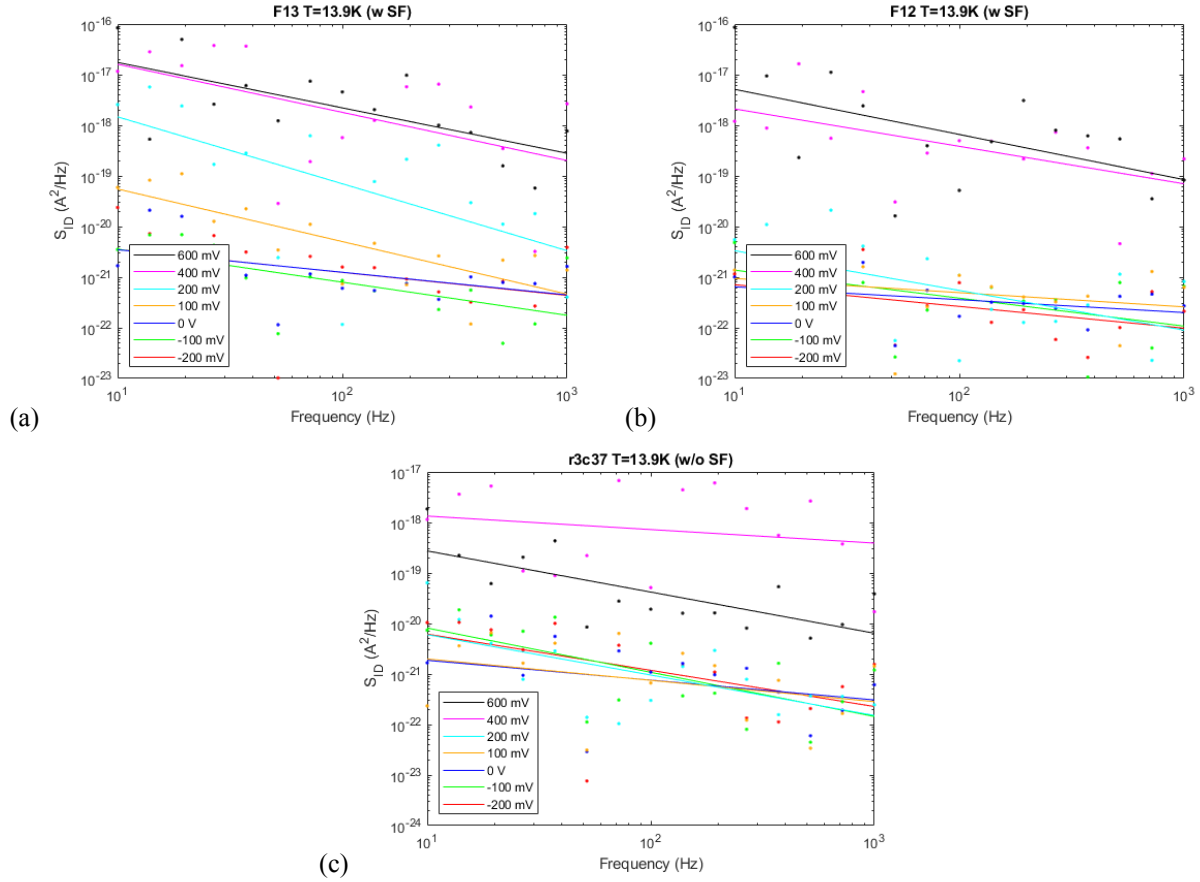 F13 T=13.9K (w SF)
10^-16
10^-17
10^-18
10^-19
10^-20
10^-21
10^-22
10^-23
S_ID (A^2/Hz)
600 mV
400 mV
200 mV
100 mV
0 V
-100 mV
-200 mV
10^1
10^2
10^3
Frequency (Hz)
(a)
F12 T=13.9K (w SF)
10^-16
10^-17
10^-18
10^-19
10^-20
10^-21
10^-22
10^-23
S_ID (A^2/Hz)
600 mV
400 mV
200 mV
100 mV
0 V
-100 mV
-200 mV
10^1
10^2
10^3
Frequency (Hz)
(b)
r3c37 T=13.9K (w/o SF)
10^-17
10^-18
10^-19
10^-20
10^-21
10^-22
10^-23
10^-24
S_ID (A^2/Hz)
600 mV
400 mV
200 mV
100 mV
0 V
-100 mV
-200 mV
10^1
10^2
10^3
Frequency (Hz)
(c)